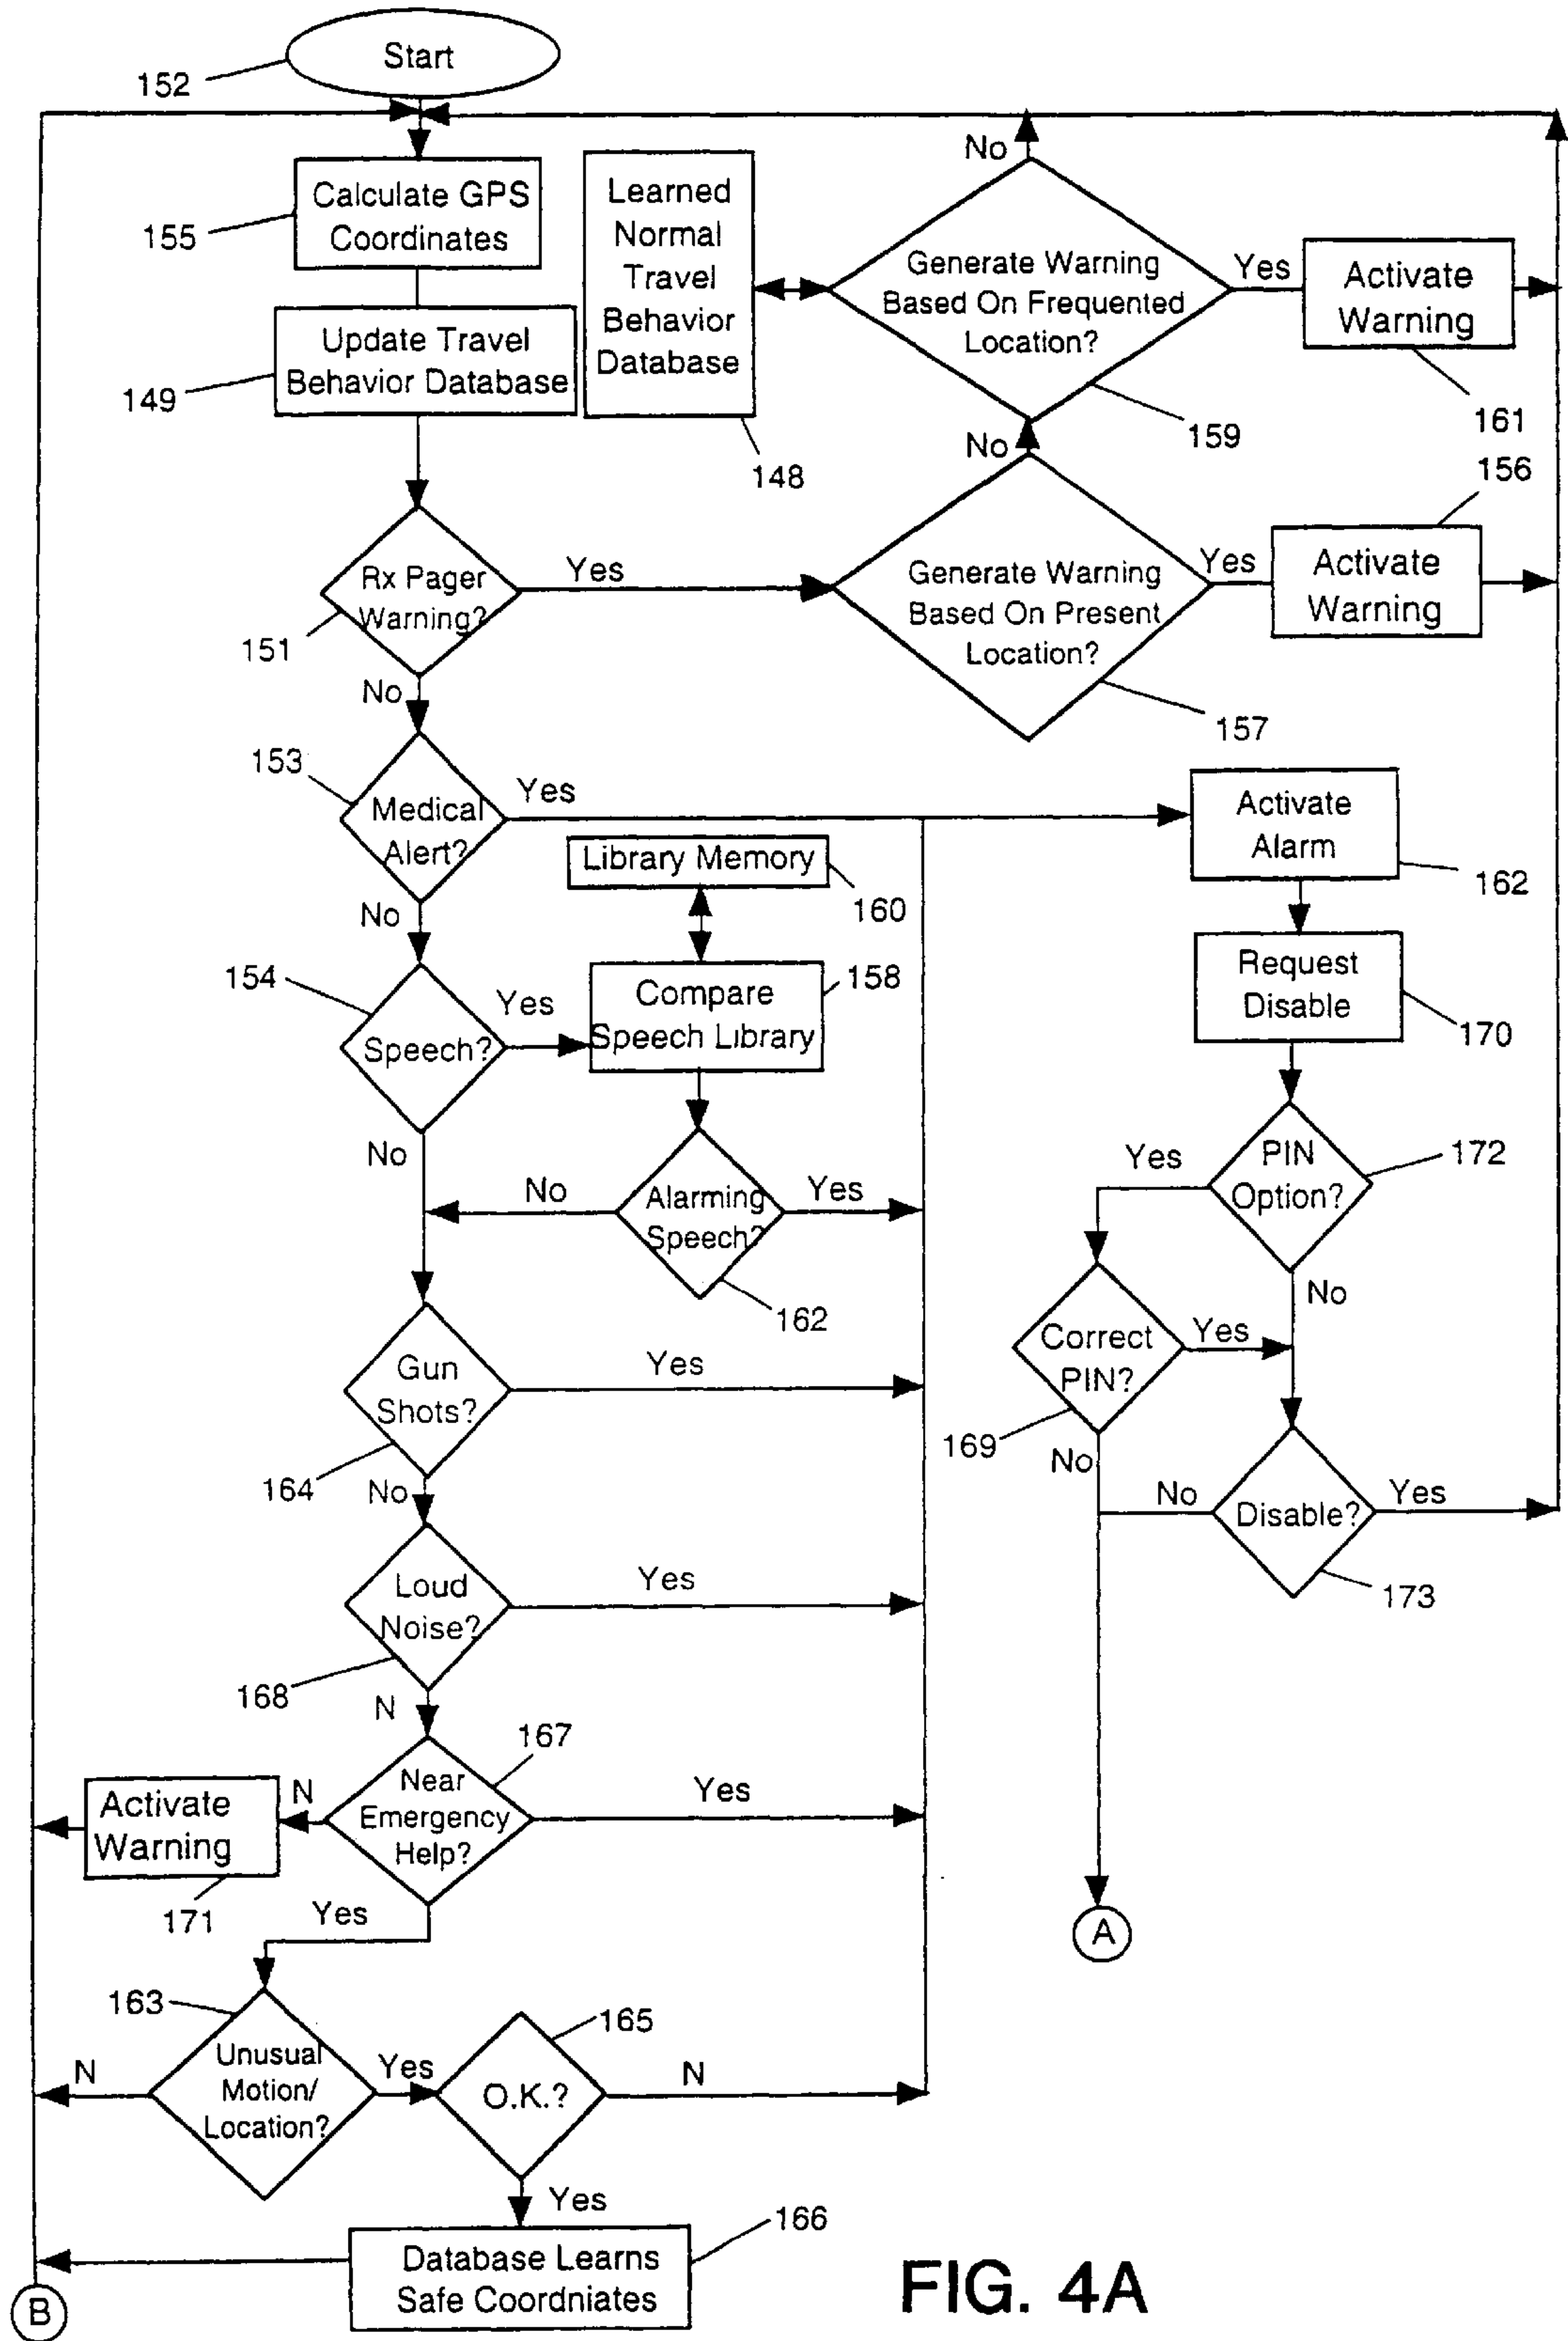 Start
152
Calculate GPS
Coordinates
155
Update Travel
Behavior Database
149
Learned
Normal
Travel
Behavior
Database
148
No
Generate Warning
Based On Frequented
Location?
159
Yes
Activate
Warning
161
No
Rx Pager
Warning?
151
Yes
Generate Warning
Based On Present
Location?
157
Yes
Activate
Warning
156
No
153
Medical
Alert?
Yes
Activate
Alarm
162
Library Memory
160
No
154
Speech?
Yes
Compare
Speech Library
158
Request
Disable
170
No
No
Alarming
Speech?
Yes
162
Yes
PIN
Option?
172
No
Gun
Shots?
164
Yes
Correct
PIN?
Yes
169
No
No
Loud
Noise?
168
Yes
No
Disable?
Yes
173
N
167
Near
Emergency
Help?
Yes
N
Activate
Warning
171
Yes
A
163
Unusual
Motion/
Location?
N
Yes
165
O.K.?
N
Yes
166
Database Learns
Safe Coordniates
B
FIG. 4A